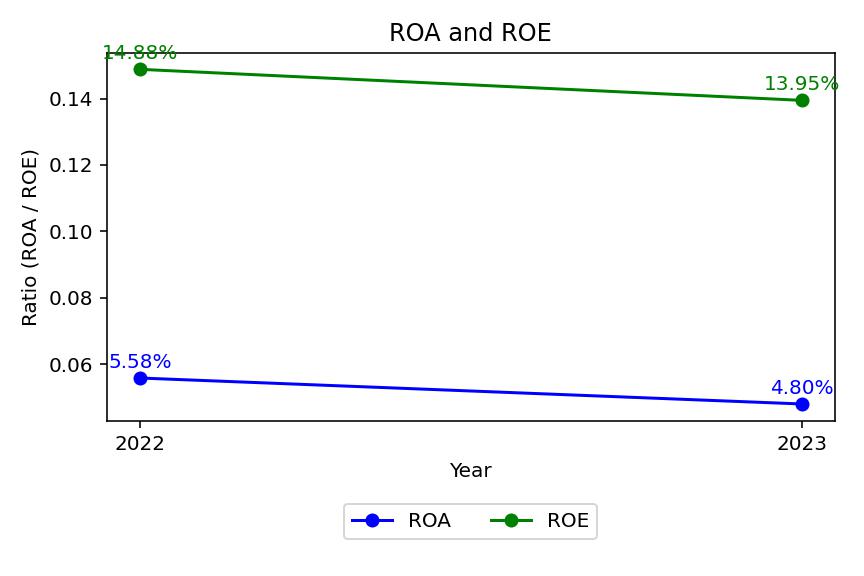 ROA and ROE
14.88%
13.95%
0.14
0.12
0.10
0.08
0.06
Ratio (ROA / ROE)
5.58%
4.80%
2022 2023
Year
ROA ROE